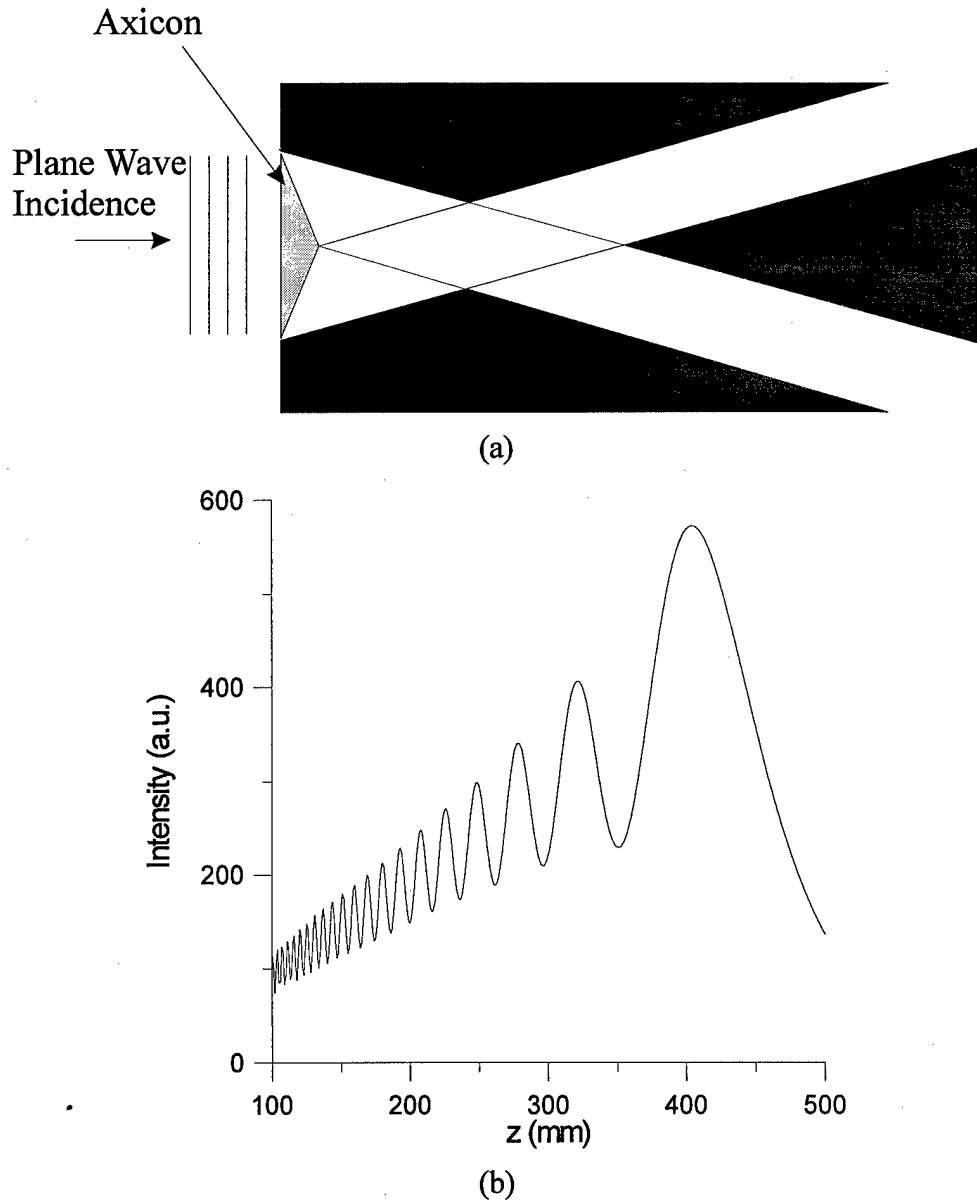 Axicon
Plane Wave
Incidence
(a)
600
400
200
0
Intensity (a.u.)
100
200
300
400
500
z (mm)
(b)